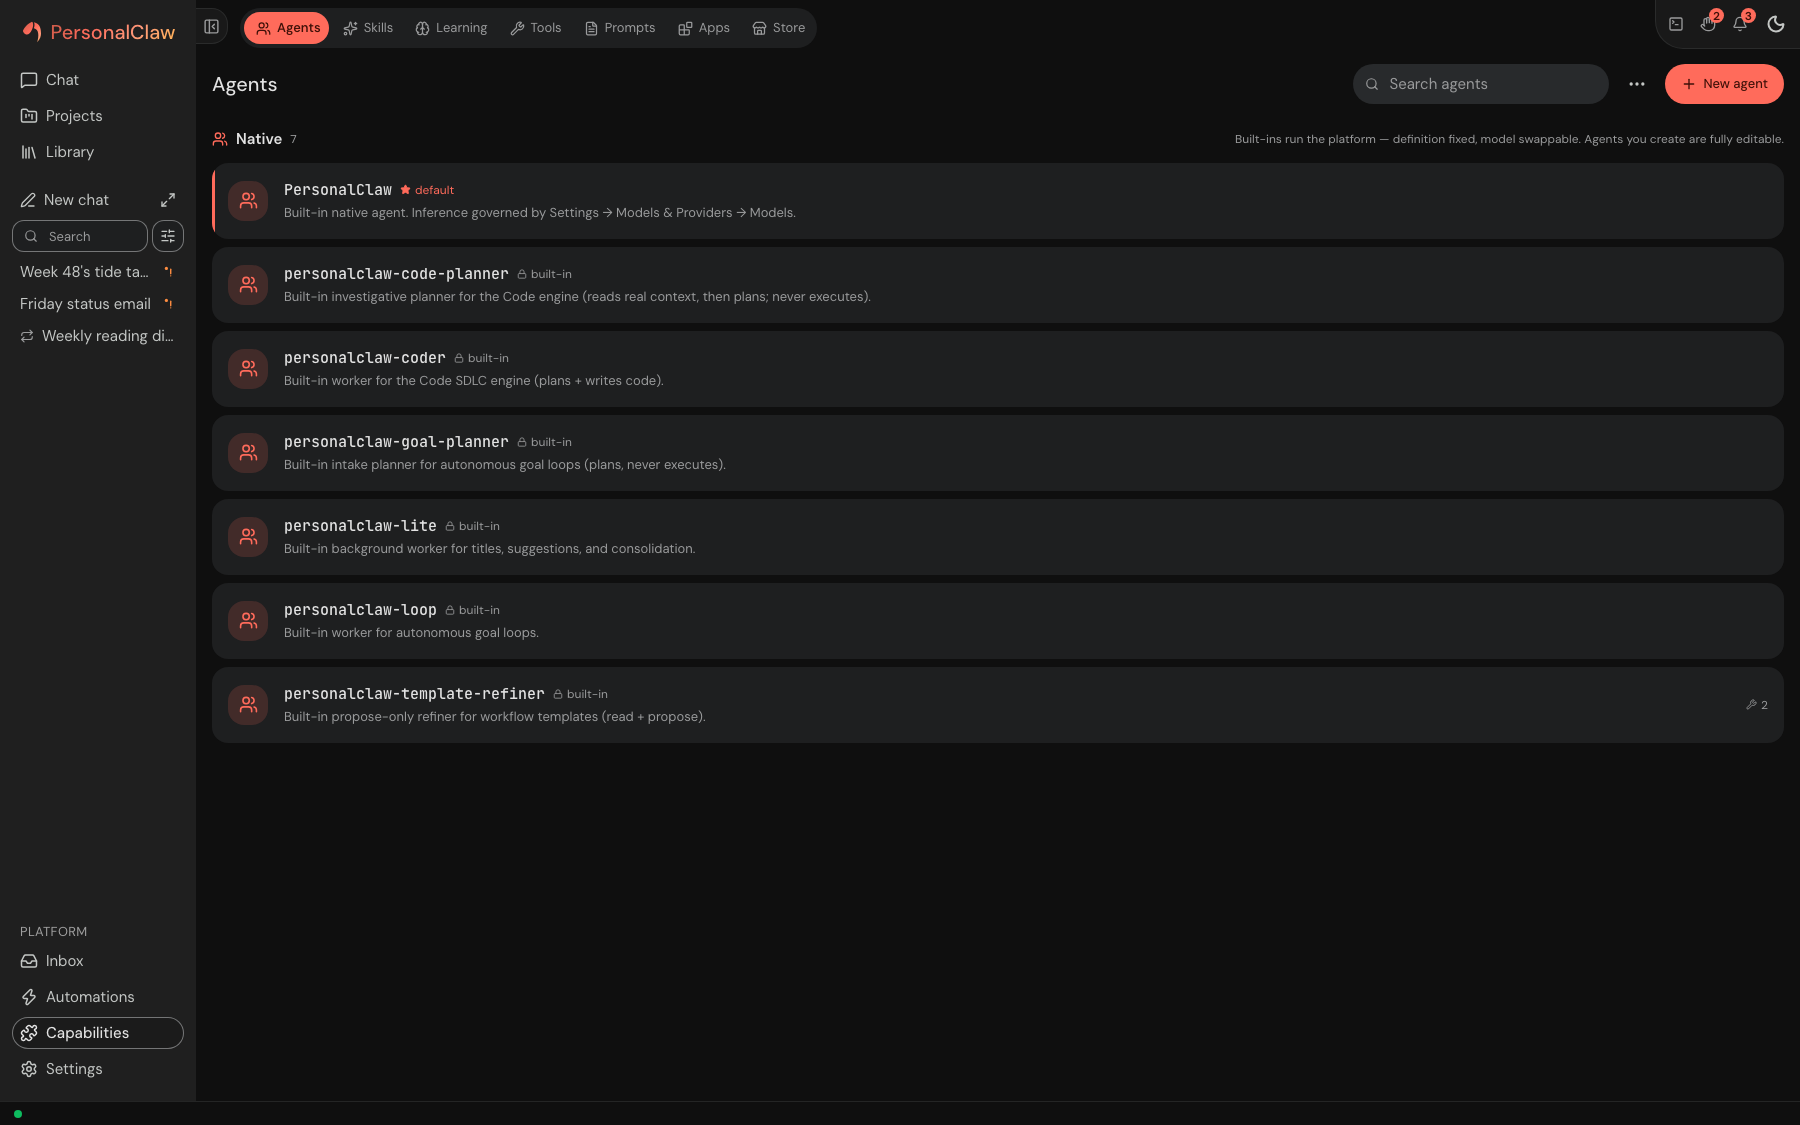 PersonalClaw
Agents
Skills
Learning
Tools
Prompts
Apps
Store
2
3
Chat
Projects
Library
New chat
Search
Week 48's tide ta...
Friday status email
Weekly reading di...
PLATFORM
Inbox
Automations
Capabilities
Settings
Agents
Search agents
New agent
Native 7
Built-ins run the platform — definition fixed, model swappable. Agents you create are fully editable.
PersonalClaw default
Built-in native agent. Inference governed by Settings → Models & Providers → Models.
personalclaw-code-planner built-in
Built-in investigative planner for the Code engine (reads real context, then plans; never executes).
personalclaw-coder built-in
Built-in worker for the Code SDLC engine (plans + writes code).
personalclaw-goal-planner built-in
Built-in intake planner for autonomous goal loops (plans, never executes).
personalclaw-lite built-in
Built-in background worker for titles, suggestions, and consolidation.
personalclaw-loop built-in
Built-in worker for autonomous goal loops.
personalclaw-template-refiner built-in
Built-in propose-only refiner for workflow templates (read + propose).
2